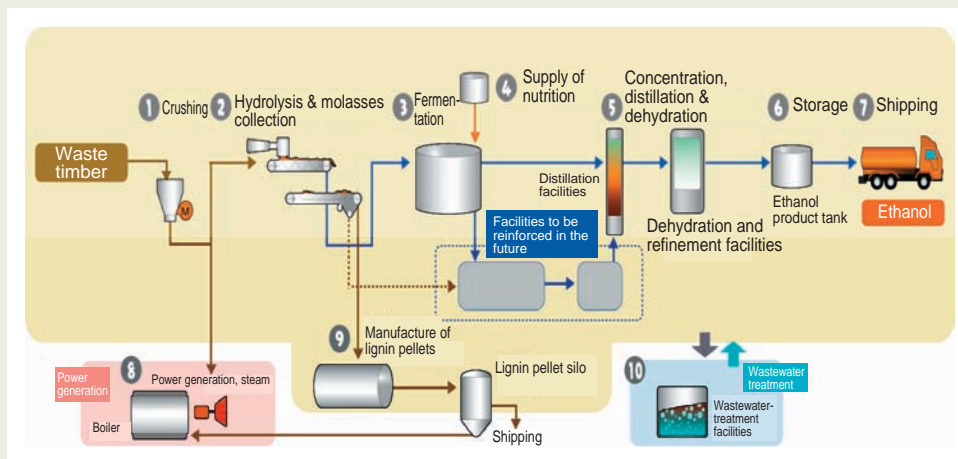 1 Crushing
2 Hydrolysis & molasses
collection
3 Fermen-
tation
4 Supply of
nutrition
5 Concentration,
distillation &
dehydration
6 Storage
7 Shipping
Waste
timber
M
Distillation
facilities
Dehydration and
refinement facilities
Ethanol
product tank
Ethanol
Facilities to be
reinforced in the
future
9 Manufacture of
lignin pellets
Lignin pellet silo
Shipping
8
Power
generation
Power generation, steam
Boiler
10
Wastewater
treatment
Wastewater-
treatment
facilities